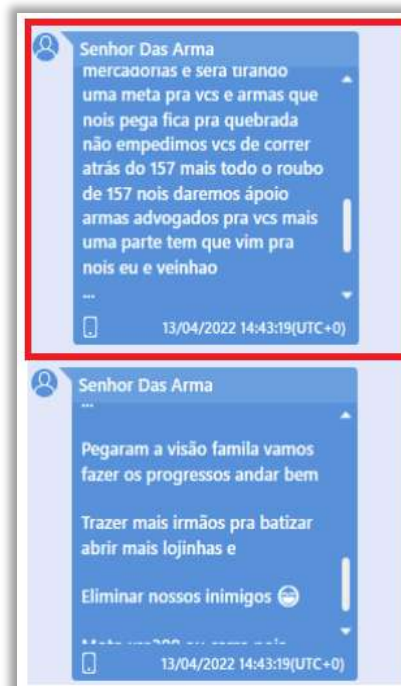 Senhor Das Arma
mercadorias e será tirando
uma meta pra vcs e armas que
nois pega fica pra quebrada
não empedimos vcs de correr
atrás do 157 mais todo o roubo
de 157 nois daremos ápoio
armas advogados pra vcs mais
uma parte tem que vim pra
nois eu e veinhao
...
13/04/2022 14:43:19(UTC+0)
Senhor Das Arma
...
Pegaram a visão famila vamos
fazer os progressos andar bem
Trazer mais irmãos pra batizar
abrir mais lojinhas e
Eliminar nossos inimigos 😁
13/04/2022 14:43:19(UTC+0)